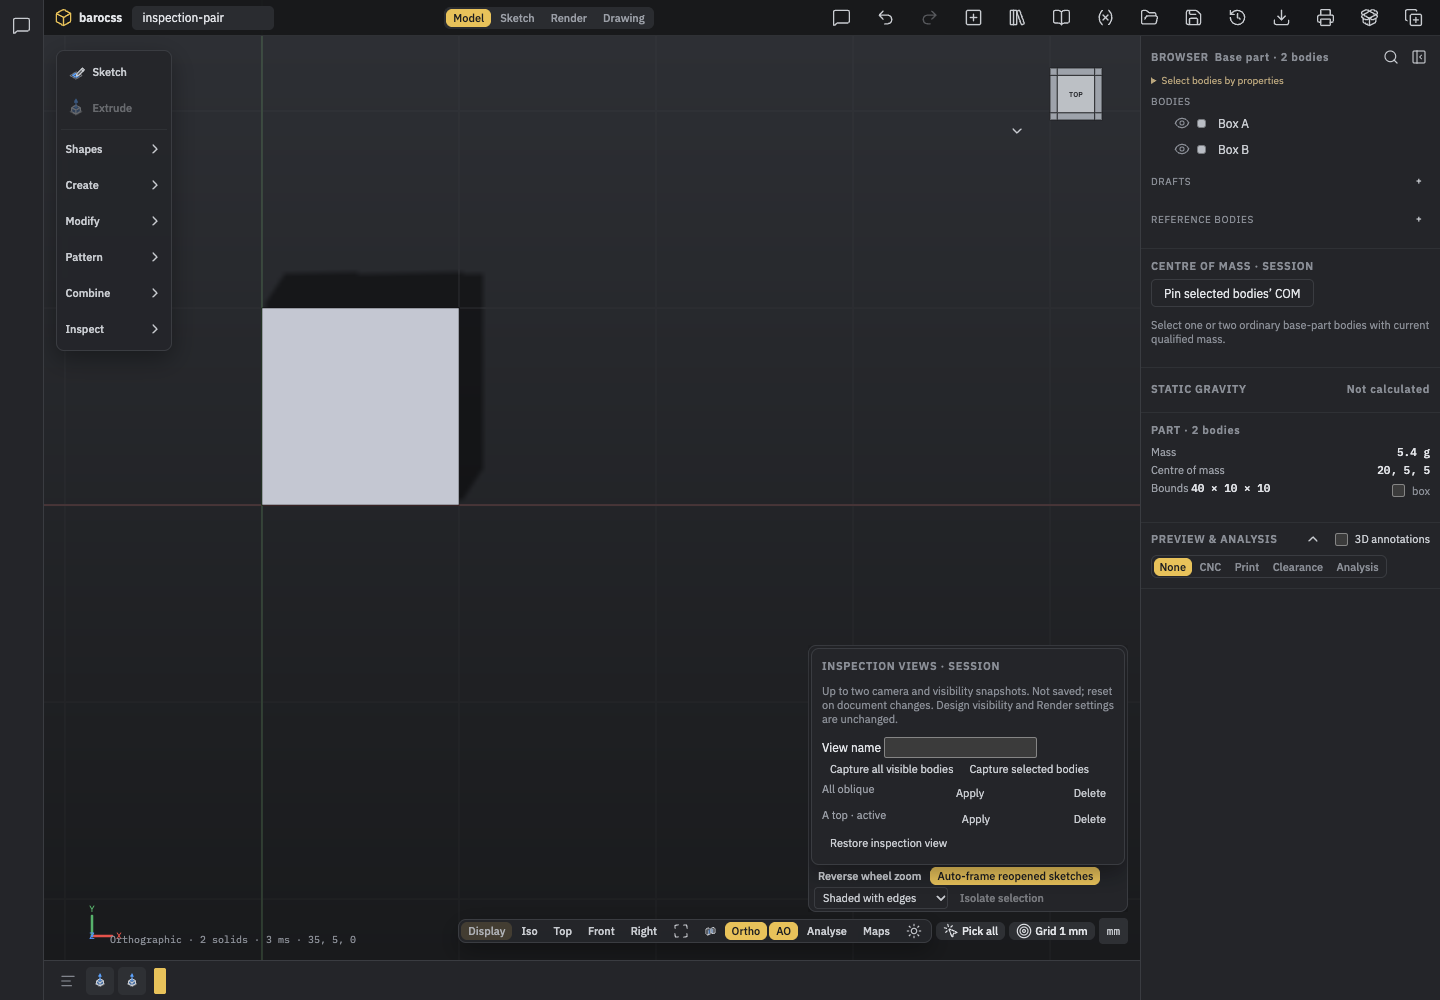 barocss
inspection-pair
Model Sketch Render Drawing
Sketch
Extrude
Shapes
Create
Modify
Pattern
Combine
Inspect
TOP
BROWSER Base part · 2 bodies
Select bodies by properties
BODIES
Box A
Box B
DRAFTS
REFERENCE BODIES
CENTRE OF MASS · SESSION
Pin selected bodies’ COM
Select one or two ordinary base-part bodies with current
qualified mass.
STATIC GRAVITY Not calculated
PART · 2 bodies
Mass 5.4 g
Centre of mass 20, 5, 5
Bounds 40 × 10 × 10 box
PREVIEW & ANALYSIS 3D annotations
None CNC Print Clearance Analysis
INSPECTION VIEWS · SESSION
Up to two camera and visibility snapshots. Not saved; reset
on document changes. Design visibility and Render settings
are unchanged.
View name
Capture all visible bodies Capture selected bodies
All oblique Apply Delete
A top · active Apply Delete
Restore inspection view
Reverse wheel zoom Auto-frame reopened sketches
Shaded with edges Isolate selection
Y
Z X
Orthographic · 2 solids · 3 ms · 35, 5, 0
Display Iso Top Front Right Ortho AO Analyse Maps Pick all Grid 1 mm mm